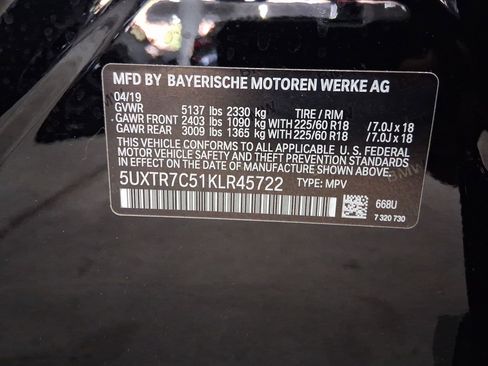 MFD BY BAYERISCHE MOTOREN WERKE AG
04/19
GVWR 5137 lbs 2330 kg TIRE / RIM
GAWR FRONT 2403 lbs 1090 kg WITH 225/60 R18 / 7.0J x 18
GAWR REAR 3009 lbs 1365 kg WITH 225/60 R18 / 7.0J x 18
THIS VEHICLE CONFORMS TO ALL APPLICABLE U. S. FEDERAL
MOTOR VEHICLE SAFETY, BUMPER, AND THEFT PREVENTION
STANDARDS IN EFFECT ON THE DATE OF MANUFACTURE SHOWN ABOVE.
5UXTR7C51KLR45722 TYPE: MPV
668U
7 320 730